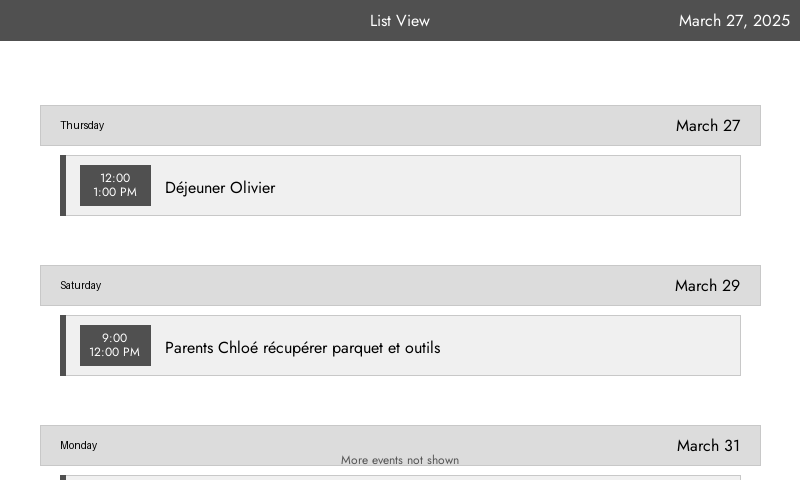 List View
March 27, 2025
Thursday
March 27
12:00
1:00 PM
Déjeuner Olivier
Saturday
March 29
9:00
12:00 PM
Parents Chloé récupérer parquet et outils
Monday
March 31
More events not shown